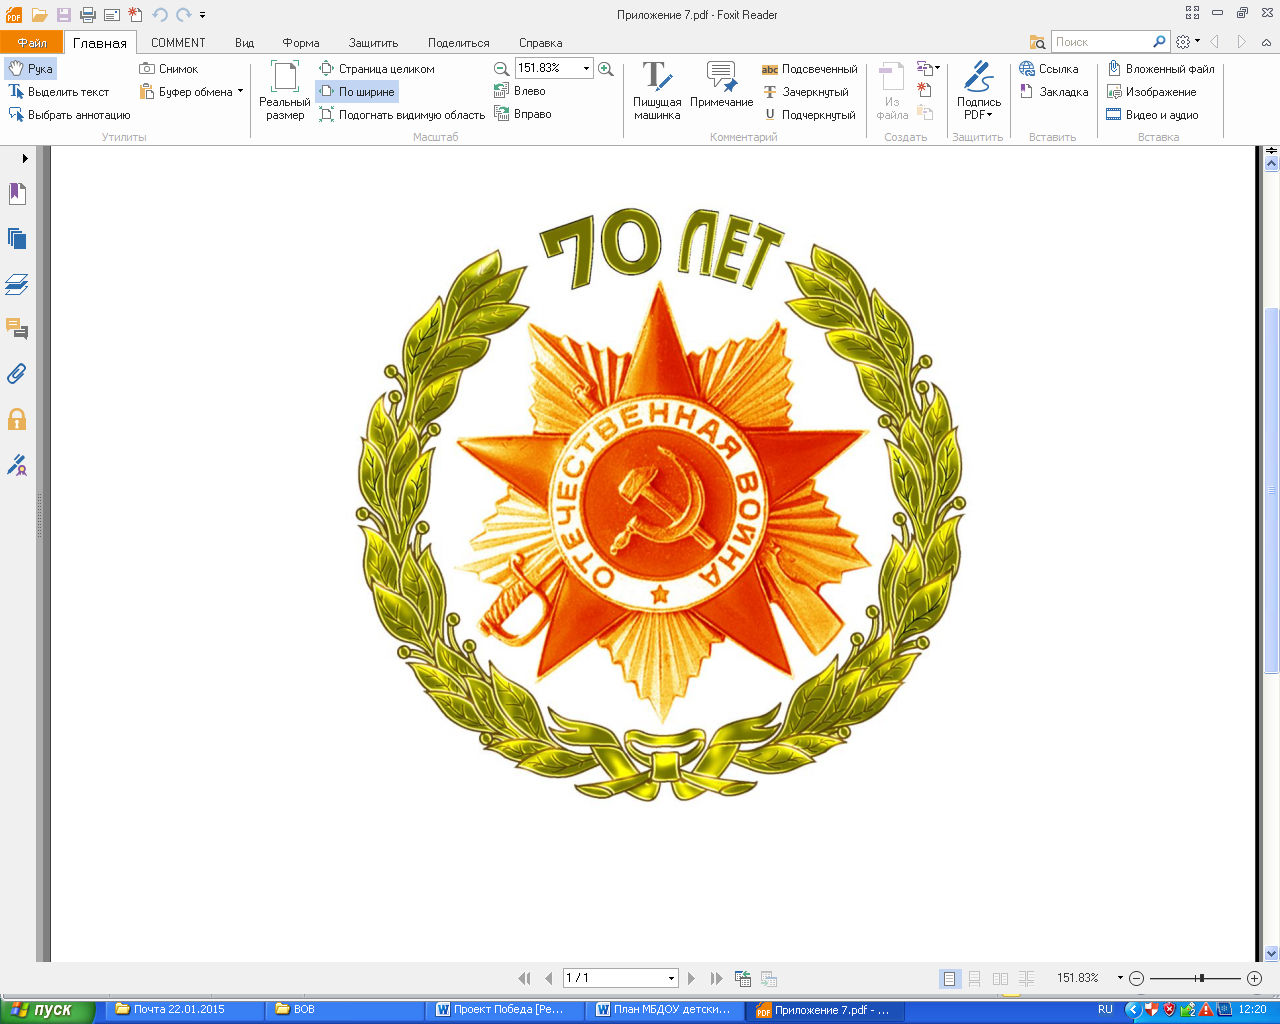 Приложение 7.pdf - Foxit Reader
Файл
Главная
COMMENT
Вид
Форма
Защитить
Поделиться
Справка
Поиск
Рука
Выделить текст
Выбрать аннотацию
Утилиты
Снимок
Буфер обмена
Реальный размер
Страница целиком
По ширине
Подогнать видимую область
Масштаб
151.83%
Влево
Вправо
Пишущая машинка
Примечание
abc Подсвеченный
T Зачеркнутый
U Подчеркнутый
Комментарий
Из файла
Создать
Подпись PDF
Защитить
Ссылка
Закладка
Вставить
Вложенный файл
Изображение
Видео и аудио
Вставка
70 ЛЕТ
ОТЕЧЕСТВЕННАЯ ВОЙНА
1 / 1
151.83%
пуск
Почта 22.01.2015
ВОВ
Проект Победа [Ре...
План МБДОУ детски...
Приложение 7.pdf - ...
RU
12:20